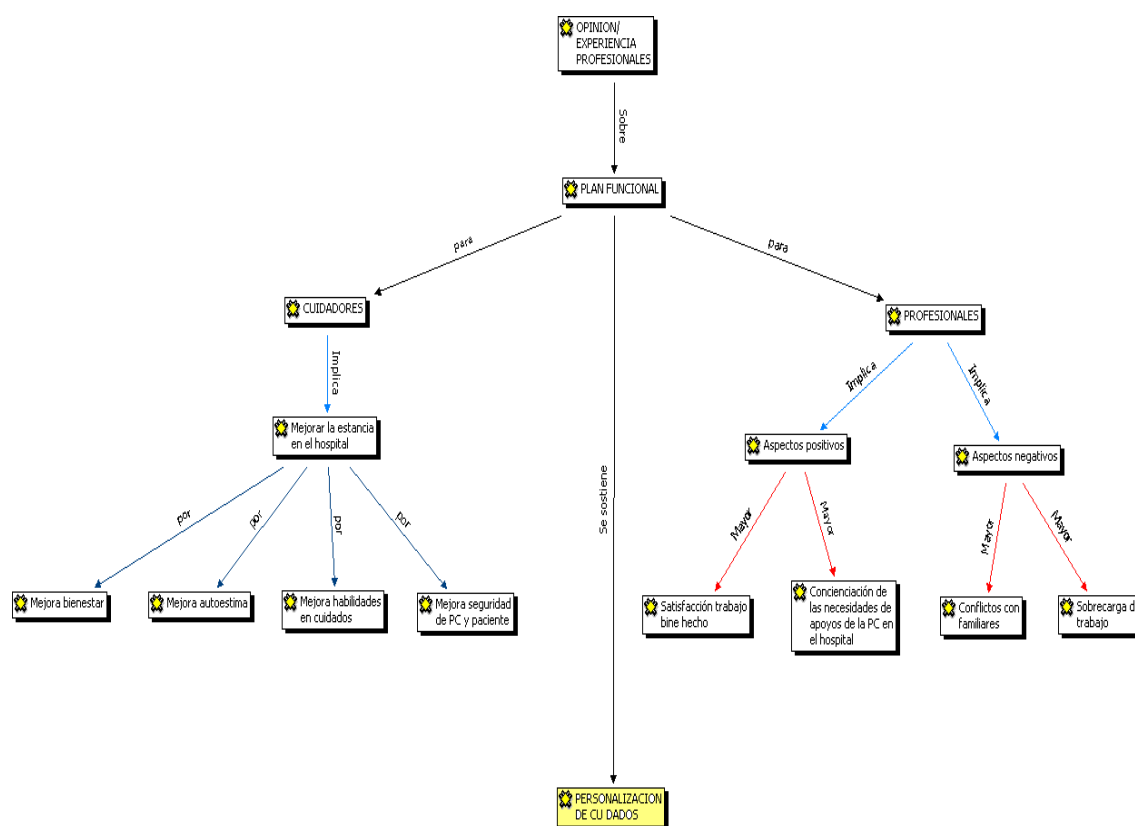 OPINION/
EXPERIENCIA
PROFESIONALES
Sobre
PLAN FUNCIONAL
para
para
CUIDADORES
PROFESIONALES
Implica
Implica
Implica
Mejorar la estancia
en el hospital
Aspectos positivos
Aspectos negativos
Se sostiene
por
por
por
por
Mayor
Mayor
Mayor
Mayor
Mejora bienestar
Mejora autoestima
Mejora habilidades
en cuidados
Mejora seguridad
de PC y paciente
Satisfacción trabajo
bine hecho
Concienciación de
las necesidades de
apoyos de la PC en
el hospital
Conflictos con
familiares
Sobrecarga d
trabajo
PERSONALIZACION
DE CU DADOS